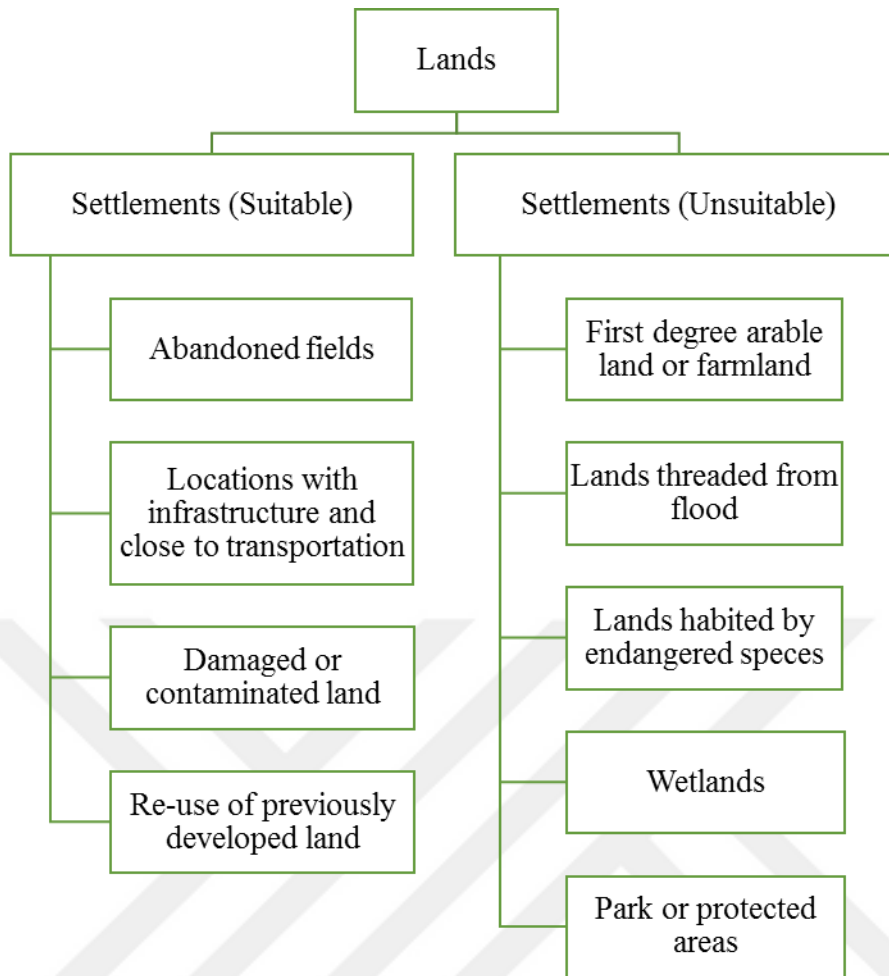 Lands
Settlements (Suitable)
Abandoned fields
Locations with
infrastructure and
close to transportation
Damaged or
contaminated land
Re-use of previously
developed land
Settlements (Unsuitable)
First degree arable
land or farmland
Lands threaded from
flood
Lands habited by
endangered speces
Wetlands
Park or protected
areas